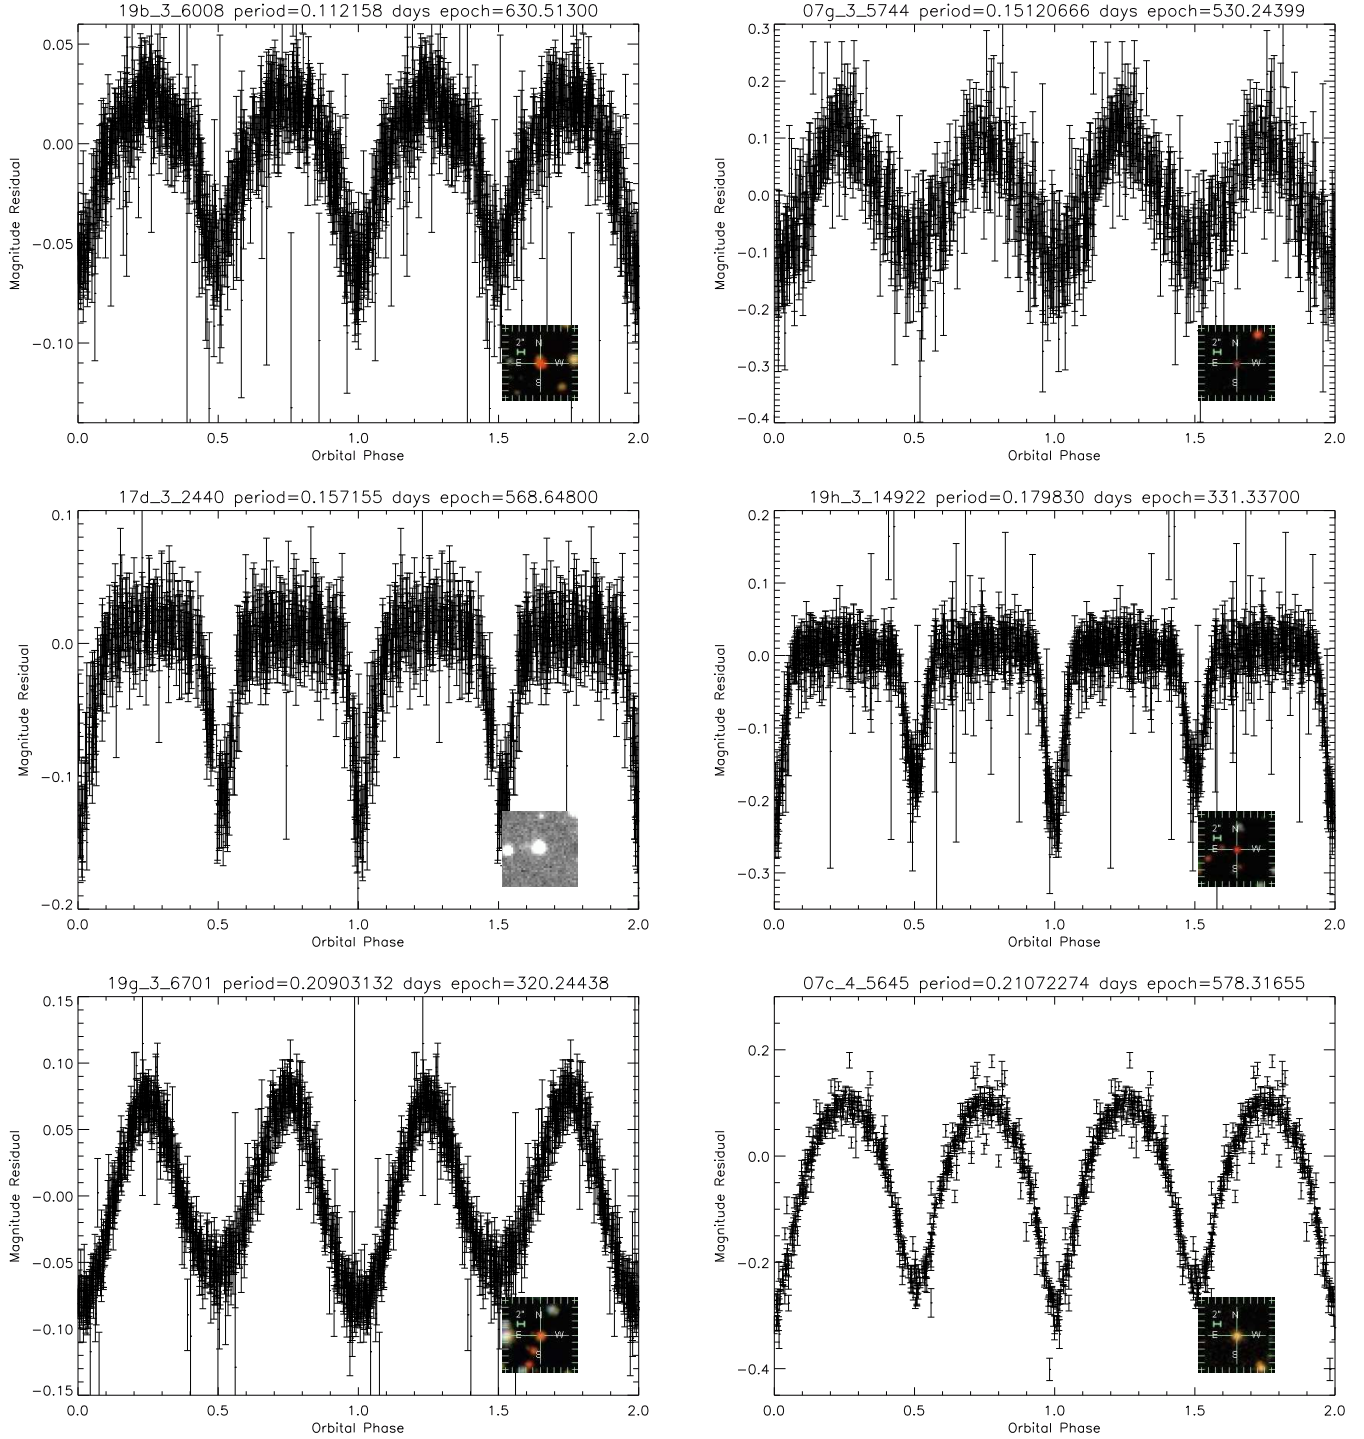 19b_3_6008 period=0.112158 days epoch=630.51300
0.05
0.00
−0.05
−0.10
Magnitude Residual
2" N
E W
S
0.0 0.5 1.0 1.5 2.0
Orbital Phase
07g_3_5744 period=0.15120666 days epoch=530.24399
0.3
0.2
0.1
0.0
−0.1
−0.2
−0.3
−0.4
Magnitude Residual
2" N
E W
S
0.0 0.5 1.0 1.5 2.0
Orbital Phase
17d_3_2440 period=0.157155 days epoch=568.64800
0.1
0.0
−0.1
−0.2
Magnitude Residual
0.0 0.5 1.0 1.5 2.0
Orbital Phase
19h_3_14922 period=0.179830 days epoch=331.33700
0.2
0.1
0.0
−0.1
−0.2
−0.3
Magnitude Residual
2" N
E W
S
0.0 0.5 1.0 1.5 2.0
Orbital Phase
19g_3_6701 period=0.20903132 days epoch=320.24438
0.15
0.10
0.05
−0.00
−0.05
−0.10
−0.15
Magnitude Residual
2" N
E W
S
0.0 0.5 1.0 1.5 2.0
Orbital Phase
07c_4_5645 period=0.21072274 days epoch=578.31655
0.2
0.0
−0.2
−0.4
Magnitude Residual
2" N
E W
S
0.0 0.5 1.0 1.5 2.0
Orbital Phase